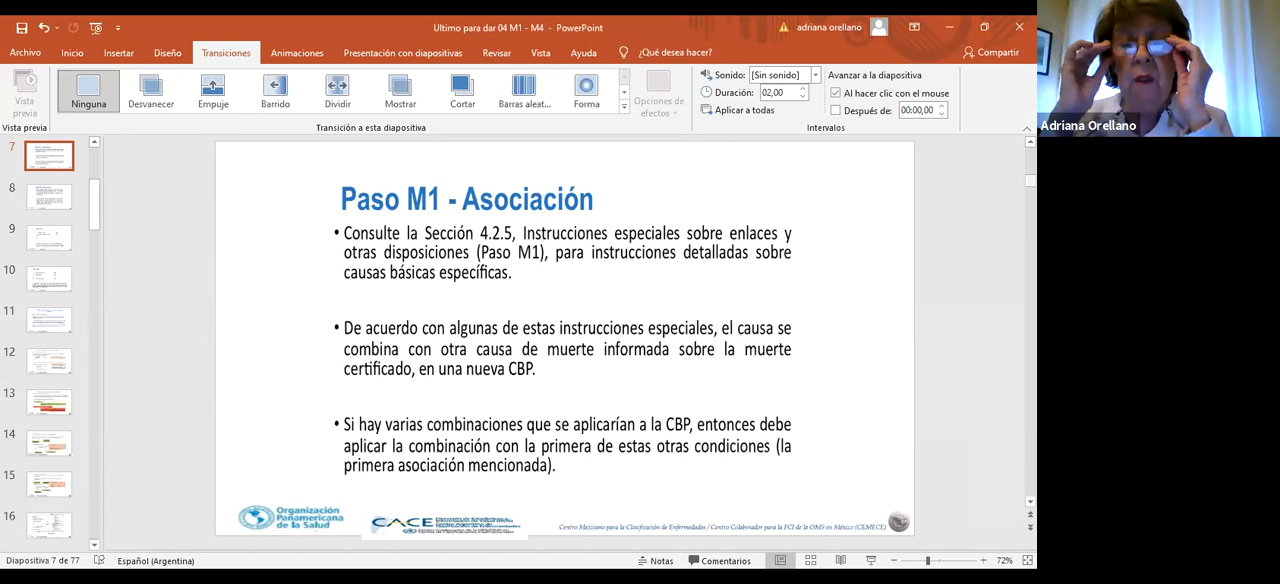 Ultimo para dar 04 M1 - M4 - PowerPoint
adriana orellano
Archivo Inicio Insertar Diseño Transiciones Animaciones Presentación con diapositivas Revisar Vista Ayuda ¿Qué desea hacer? Compartir
Vista previa
Ninguna Desvanecer Empuje Barrido Dividir Mostrar Cortar Barras aleat... Forma
Opciones de efectos
Sonido: [Sin sonido]
Duración: 02,00
Aplicar a todas
Avanzar a la diapositiva
Al hacer clic con el mouse
Después de: 00:00,00
Vista previa Transición a esta diapositiva Intervalos
Adriana Orellano
7
8
9
10
11
12
13
14
15
16
Paso M1 - Asociación
• Consulte la Sección 4.2.5, Instrucciones especiales sobre enlaces y
otras disposiciones (Paso M1), para instrucciones detalladas sobre
causas básicas específicas.
• De acuerdo con algunas de estas instrucciones especiales, el causa se
combina con otra causa de muerte informada sobre la muerte
certificado, en una nueva CBP.
• Si hay varias combinaciones que se aplicarían a la CBP, entonces debe
aplicar la combinación con la primera de estas otras condiciones (la
primera asociación mencionada).
Organización
Panamericana
de la Salud
CACE
Centro Mexicano para la Clasificación de Enfermedades / Centro Colaborador para la FCI de la OMS en México (CEMECE)
Diapositiva 7 de 77 Español (Argentina) Notas Comentarios 72%